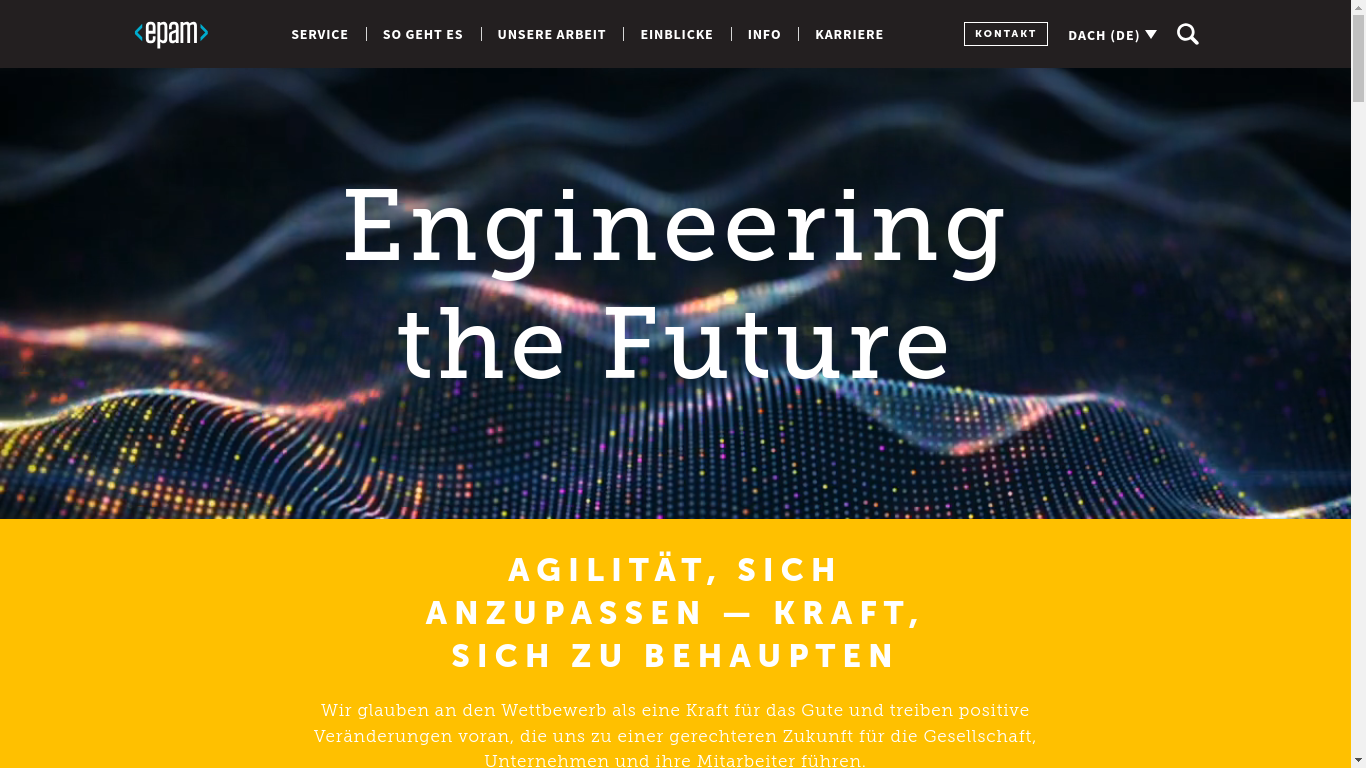 <epam>
SERVICE
SO GEHT ES
UNSERE ARBEIT
EINBLICKE
INFO
KARRIERE
KONTAKT
DACH (DE)
Engineering
the Future
AGILITÄT, SICH
ANZUPASSEN — KRAFT,
SICH ZU BEHAUPTEN
Wir glauben an den Wettbewerb als eine Kraft für das Gute und treiben positive
Veränderungen voran, die uns zu einer gerechteren Zukunft für die Gesellschaft,
Unternehmen und ihre Mitarbeiter führen.